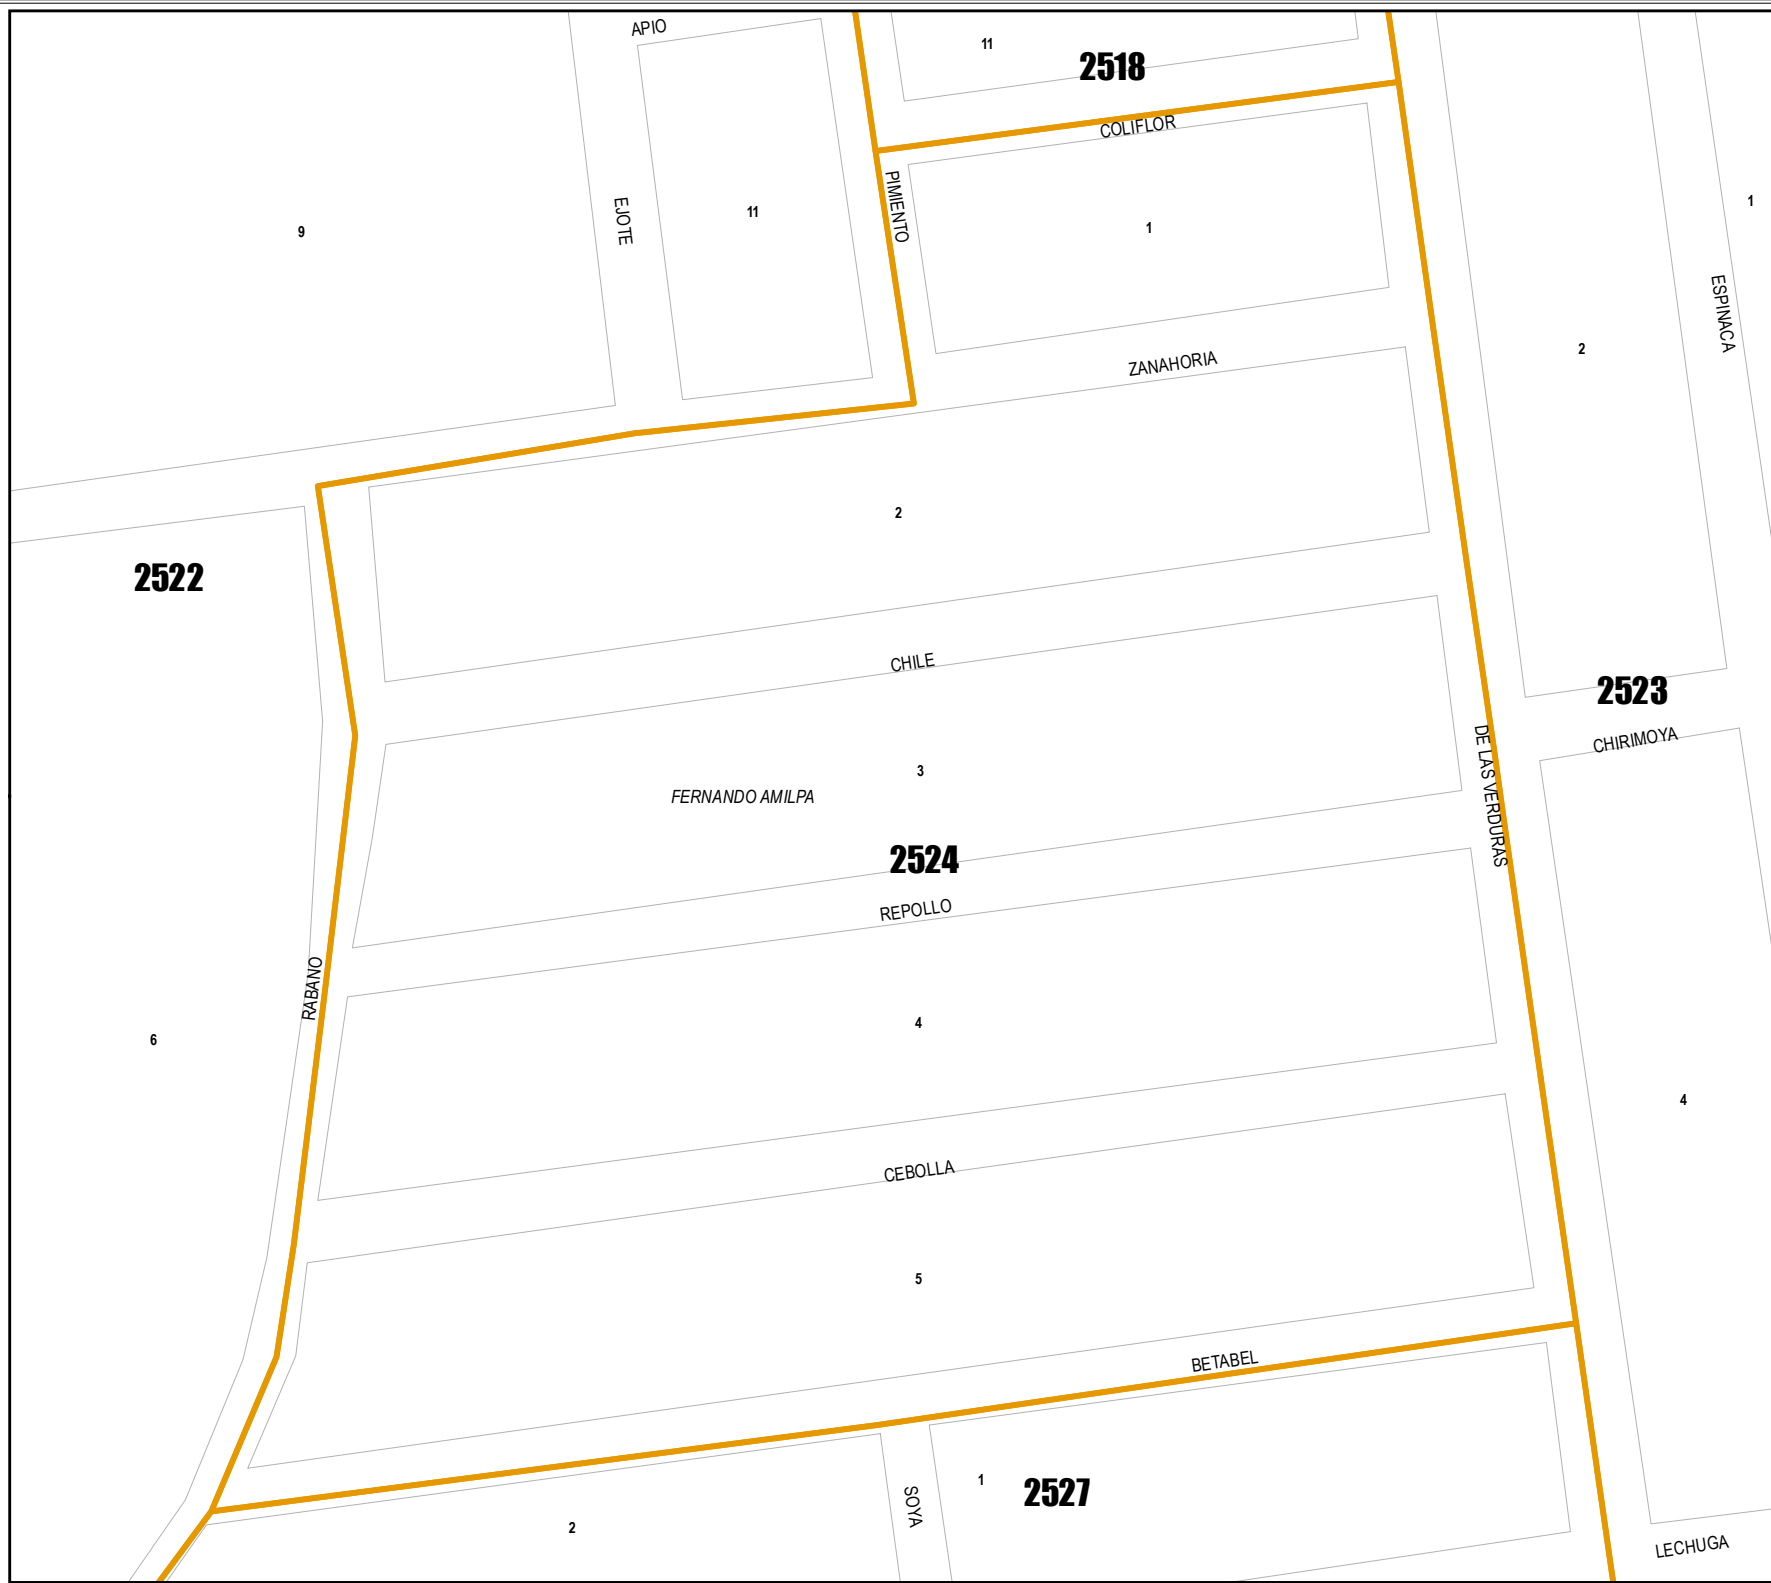 APIO
11
2518
COLIFLOR
EJOTE
11
PIMIENTO
1
1
9
ESPINACA
2
ZANAHORIA
2
2522
CHILE
2523
CHIRIMOYA
DE LAS VERDURAS
3
FERNANDO AMILPA
2524
REPOLLO
RABANO
4
6
4
CEBOLLA
5
BETABEL
1
2527
SOYA
2
LECHUGA